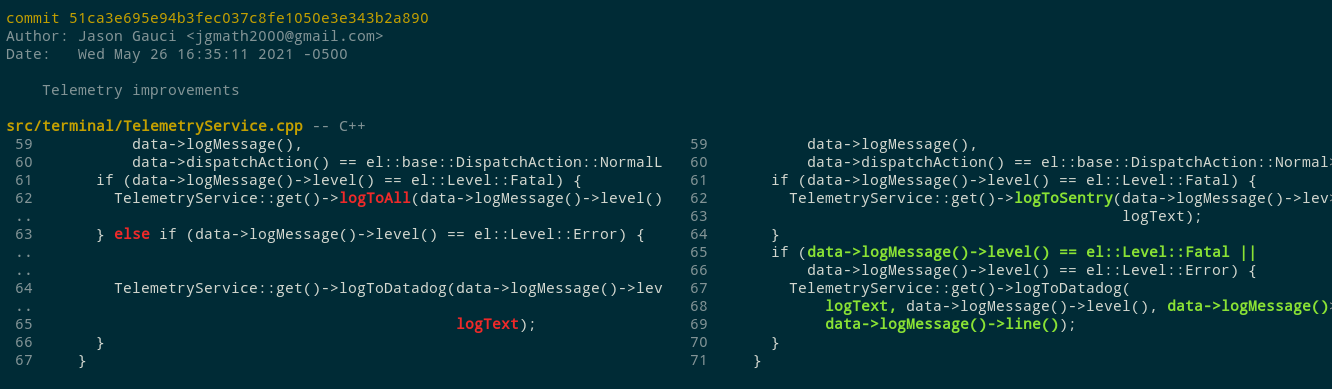 commit 51ca3e695e94b3fec037c8fe1050e3e343b2a890
Author: Jason Gauci <jgmath2000@gmail.com>
Date:   Wed May 26 16:35:11 2021 -0500
    Telemetry improvements
src/terminal/TelemetryService.cpp -- C++
 59           data->logMessage(),                                             59           data->logMessage(),
 60           data->dispatchAction() == el::base::DispatchAction::NormalL     60           data->dispatchAction() == el::base::DispatchAction::Normal
 61       if (data->logMessage()->level() == el::Level::Fatal) {              61       if (data->logMessage()->level() == el::Level::Fatal) {
 62         TelemetryService::get()->logToAll(data->logMessage()->level()     62         TelemetryService::get()->logToSentry(data->logMessage()->lev
 ..                                                                           63                                              logText);
 63       } else if (data->logMessage()->level() == el::Level::Error) {       64       }
 ..                                                                           65       if (data->logMessage()->level() == el::Level::Fatal ||
 ..                                                                           66           data->logMessage()->level() == el::Level::Error) {
 64         TelemetryService::get()->logToDatadog(data->logMessage()->lev     67         TelemetryService::get()->logToDatadog(
 ..                                                                           68             logText, data->logMessage()->level(), data->logMessage()
 65                                               logText);                   69             data->logMessage()->line());
 66       }                                                                   70       }
 67     }                                                                     71     }